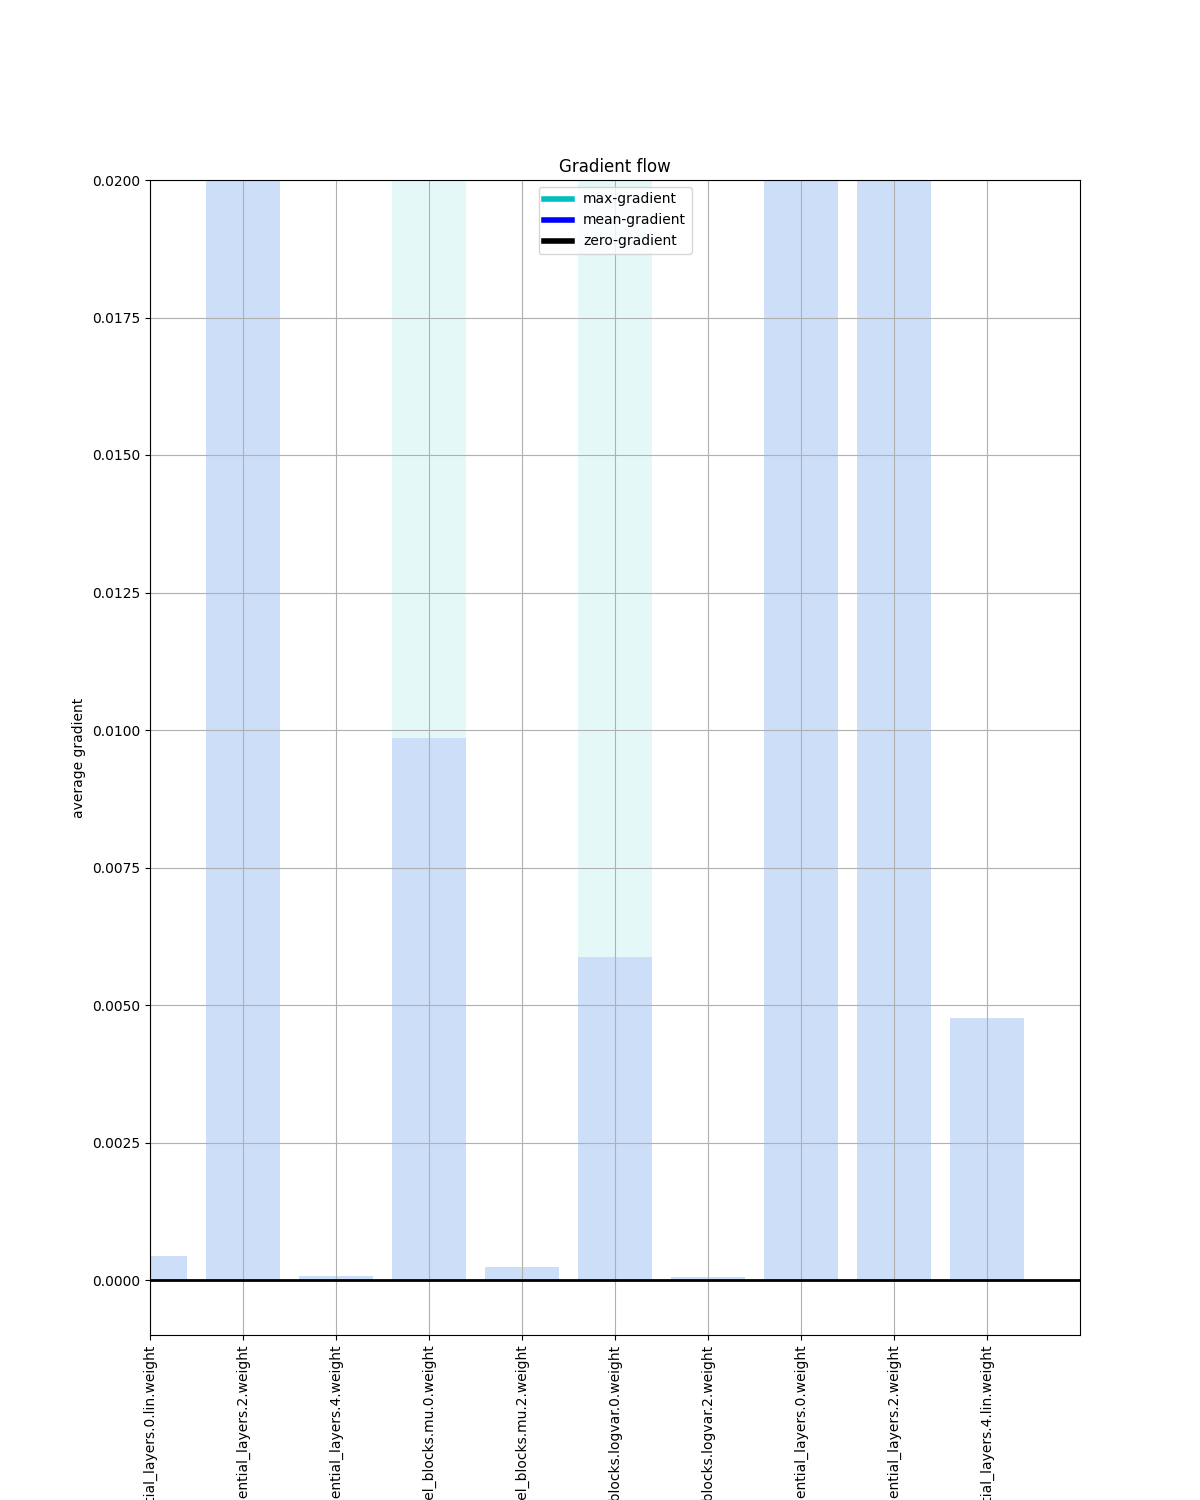 Gradient flow
max-gradient
mean-gradient
zero-gradient
0.0200
0.0175
0.0150
0.0125
0.0100
0.0075
0.0050
0.0025
0.0000
average gradient
tial_layers.0.lin.weight
ential_layers.2.weight
ential_layers.4.weight
el_blocks.mu.0.weight
el_blocks.mu.2.weight
blocks.logvar.0.weight
blocks.logvar.2.weight
ential_layers.0.weight
ential_layers.2.weight
tial_layers.4.lin.weight